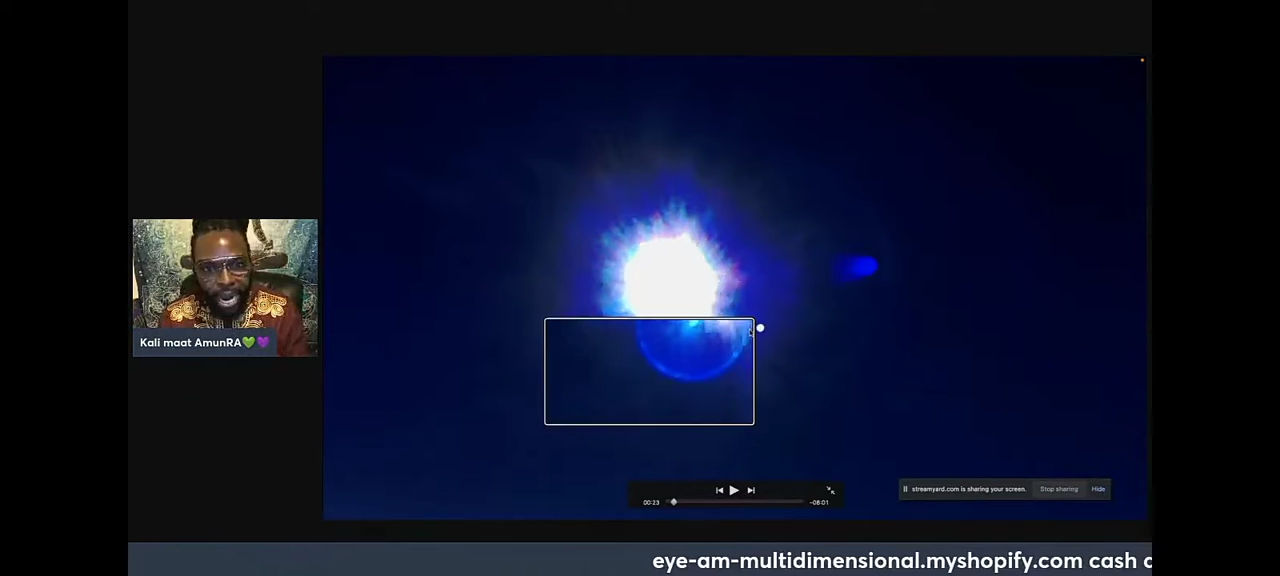 Kali maat AmunRA💚💜
00:23
-08:01
streamyard.com is sharing your screen.
Stop sharing
Hide
eye-am-multidimensional.myshopify.com cash